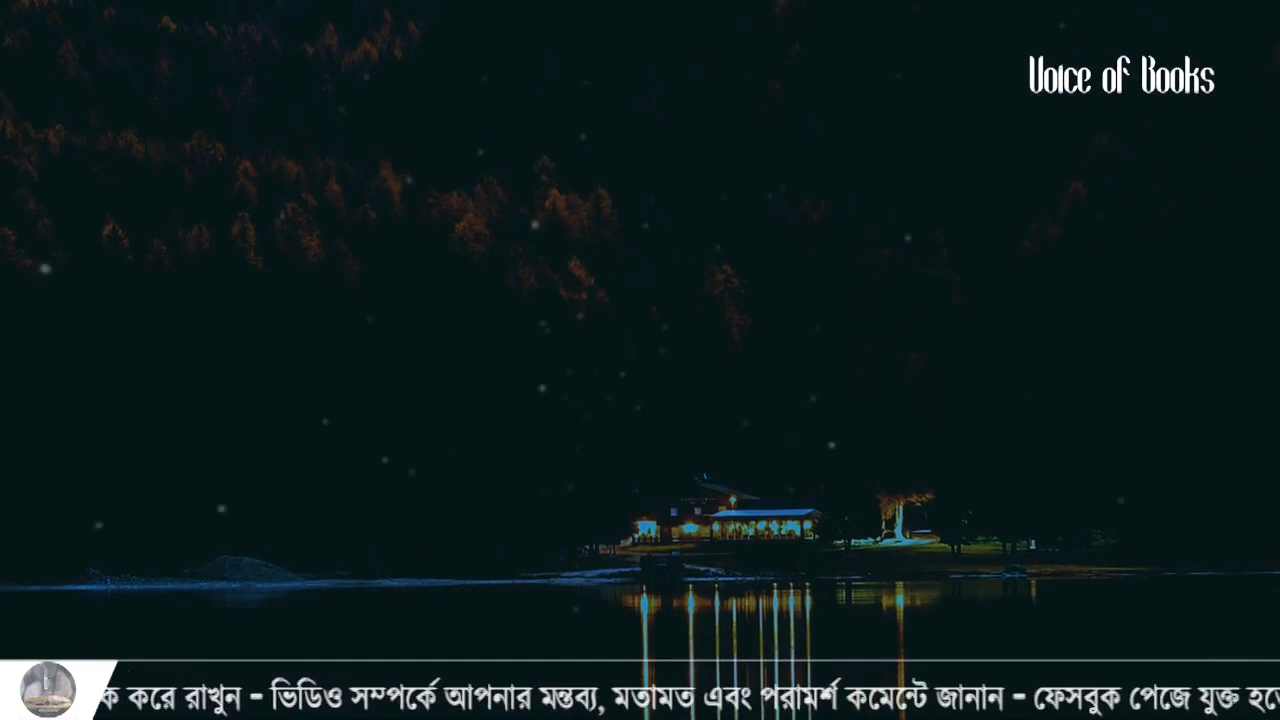 Voice of Books
ক করে রাখুন - ভিডিও সম্পর্কে আপনার মন্তব্য, মতামত এবং পরামর্শ কমেন্টে জানান - ফেসবুক পেজে যুক্ত